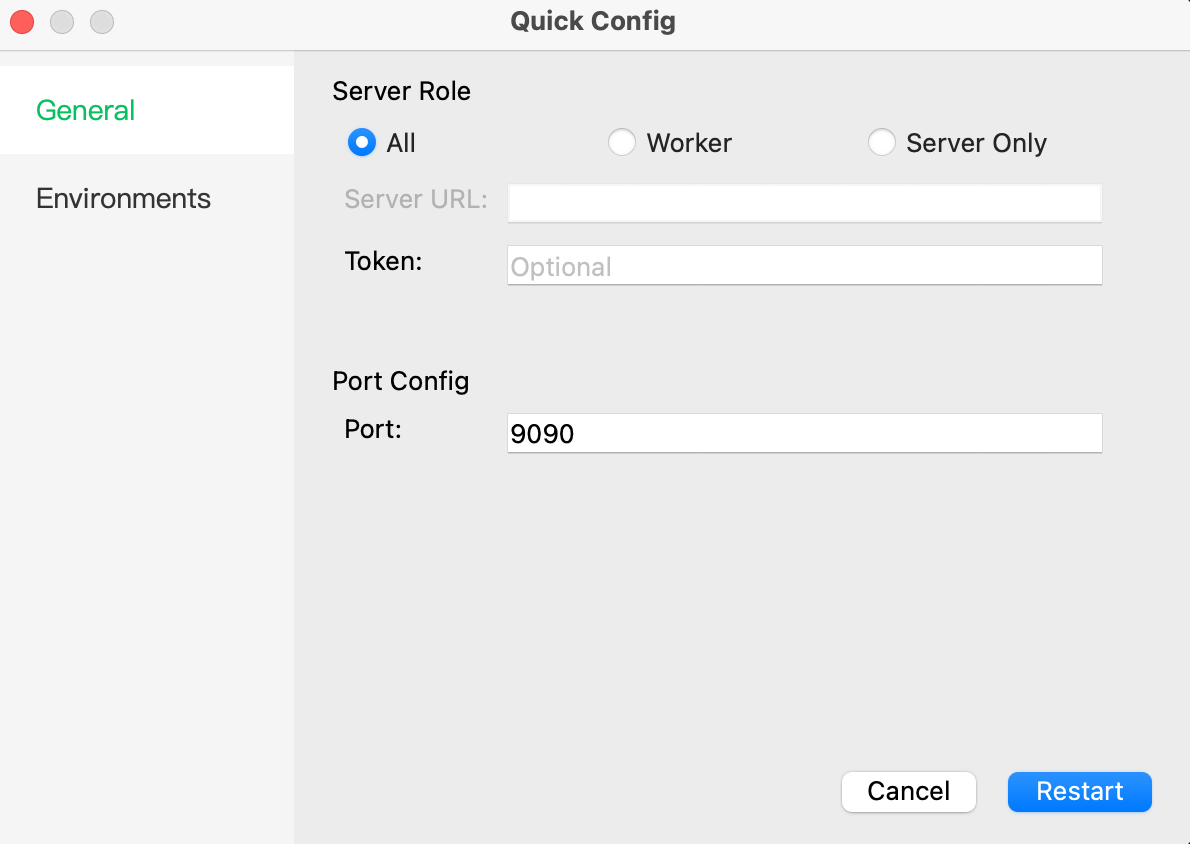 Quick Config
General
Environments
Server Role
All Worker Server Only
Server URL:
Token: Optional
Port Config
Port: 9090
Cancel Restart